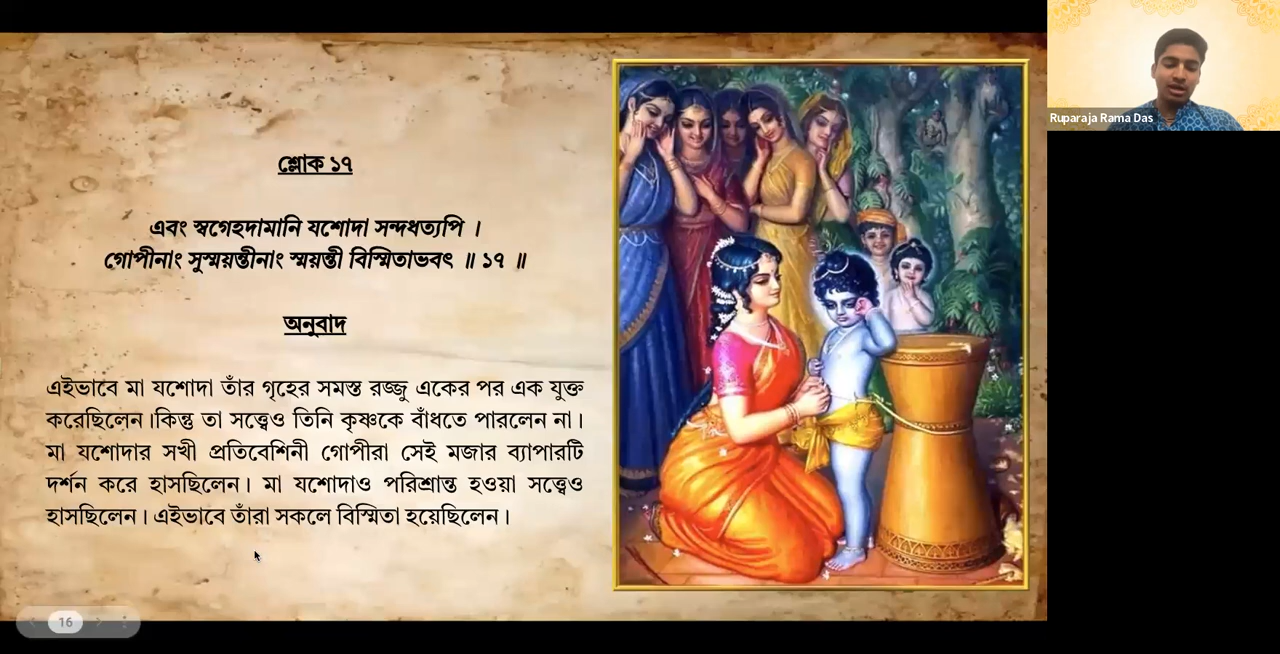 শ্লোক ১৭
এবং স্বগেহদামানি যশোদা সন্দধত্যপি ।
গোপীনাং সুস্ময়ন্তীনাং স্ময়ন্তী বিস্মিতাভবৎ ॥ ১৭ ॥
অনুবাদ
এইভাবে মা যশোদা তাঁর গৃহের সমস্ত রজ্জু একের পর এক যুক্ত
করেছিলেন।কিন্তু তা সত্ত্বেও তিনি কৃষ্ণকে বাঁধতে পারলেন না।
মা যশোদার সখী প্রতিবেশিনী গোপীরা সেই মজার ব্যাপারটি
দর্শন করে হাসছিলেন। মা যশোদাও পরিশ্রান্ত হওয়া সত্ত্বেও
হাসছিলেন। এইভাবে তাঁরা সকলে বিস্মিতা হয়েছিলেন।
16
Ruparaja Rama Das